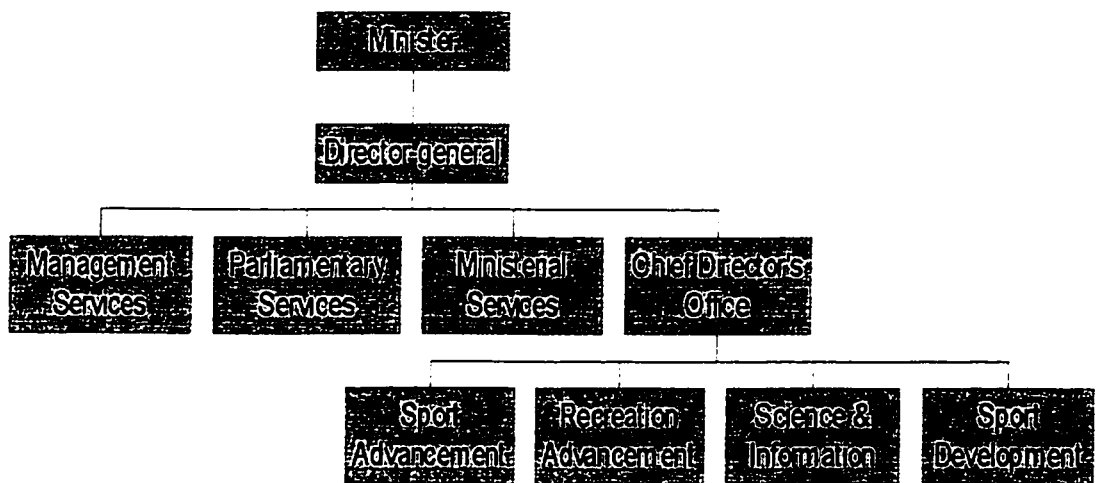 Minister
Director-general
Management
Services
Parliamentary
Services
Ministerial
Services
Chief Director's
Office
Sport
Advancement
Recreation
Advancement
Science &
Information
Sport
Development